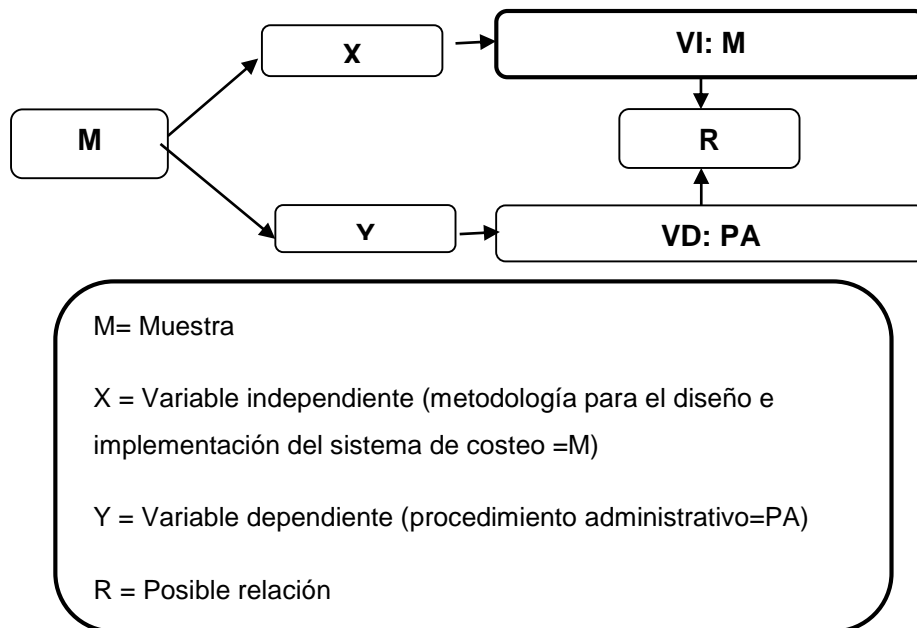 X
VI: M
M
R
Y
VD: PA
M= Muestra
X = Variable independiente (metodología para el diseño e
implementación del sistema de costeo =M)
Y = Variable dependiente (procedimiento administrativo=PA)
R = Posible relación